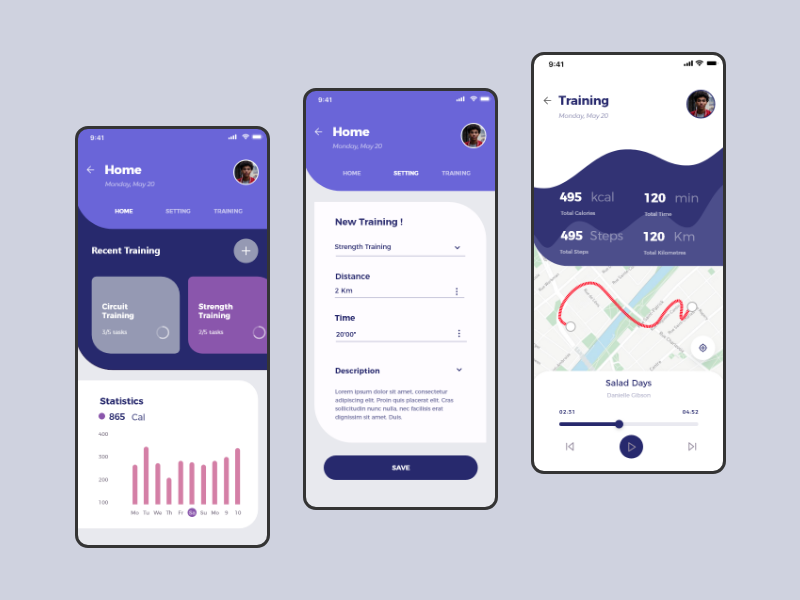 9:41
Home
Monday, May 20
HOME SETTING TRAINING
Recent Training
Circuit
Training
3/5 tasks
Strength
Training
2/5 tasks
Statistics
865 Cal
400
300
200
100
Mo Tu We Th Fr Sa Su Mo 9 10
9:41
Home
Monday, May 20
HOME SETTING TRAINING
New Training !
Strength Training
Distance
2 Km
Time
20'00"
Description
Lorem ipsum dolor sit amet, consectetur
adipiscing elit. Proin quis placerat elit. Cras
sollicitudin nunc nulla, nec facilisis erat
dignissim sit amet. Duis.
SAVE
9:41
Training
Monday, May 20
495 kcal
Total Calorise
120 min
Total Time
495 Steps
Total Steps
120 Km
Total Kilometree
Salad Days
Danielle Gibson
02:51 04:52